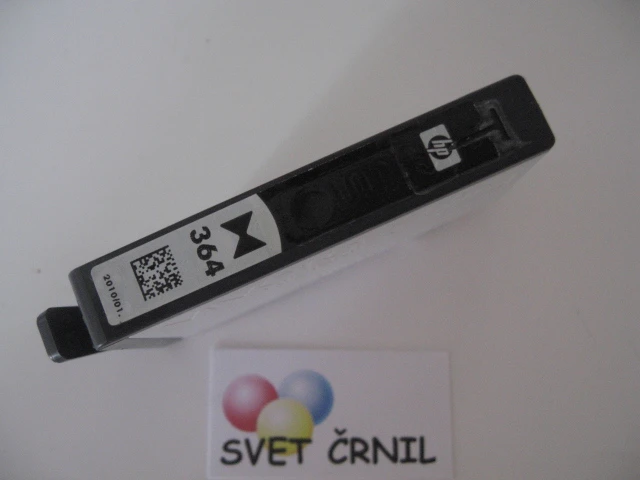 hp
364
2010/01-
SVET ČRNIL